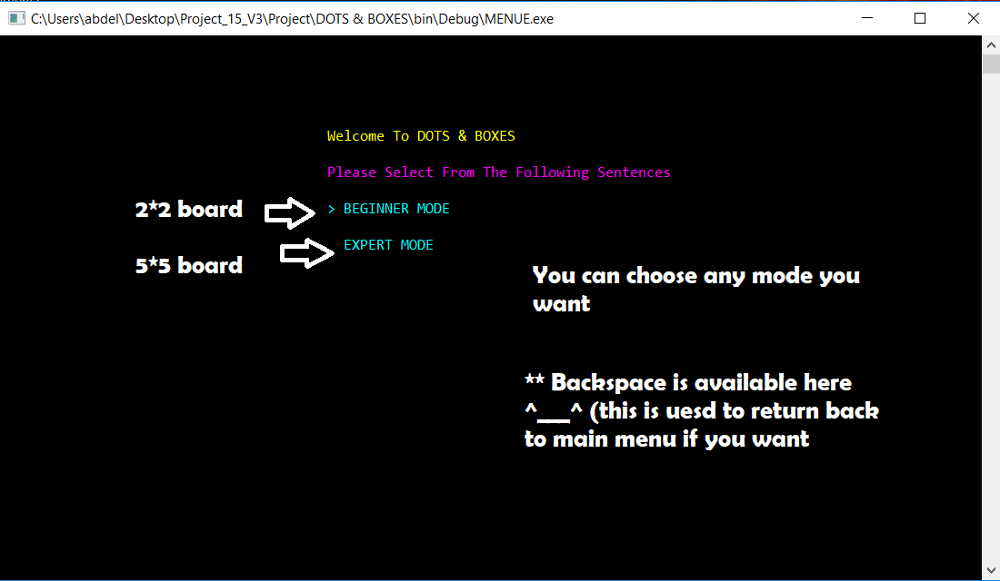 C:\Users\abdel\Desktop\Project_15_V3\Project\DOTS & BOXES\bin\Debug\MENUE.exe
Welcome To DOTS & BOXES
Please Select From The Following Sentences
2*2 board
> BEGINNER MODE
EXPERT MODE
5*5 board
You can choose any mode you
want
** Backspace is available here
^___^ (this is uesd to return back
to main menu if you want